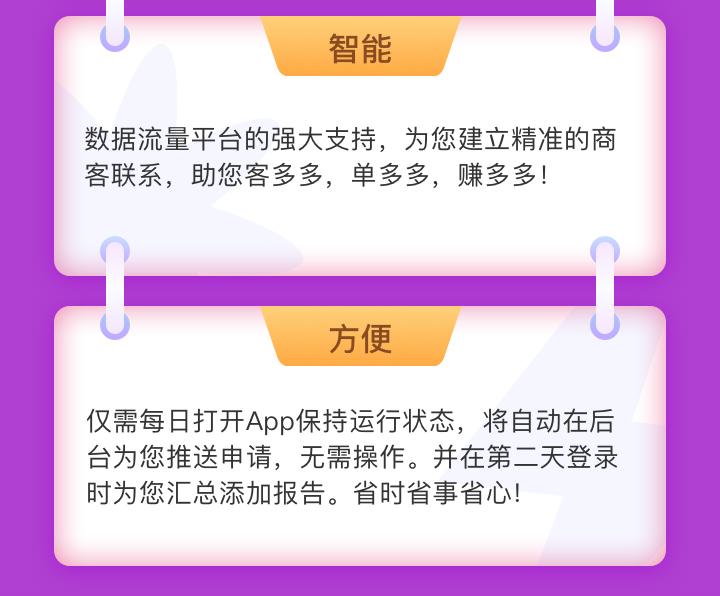 智能
数据流量平台的强大支持，为您建立精准的商
客联系，助您客多多，单多多，赚多多！
方便
仅需每日打开App保持运行状态，将自动在后
台为您推送申请，无需操作。并在第二天登录
时为您汇总添加报告。省时省事省心!